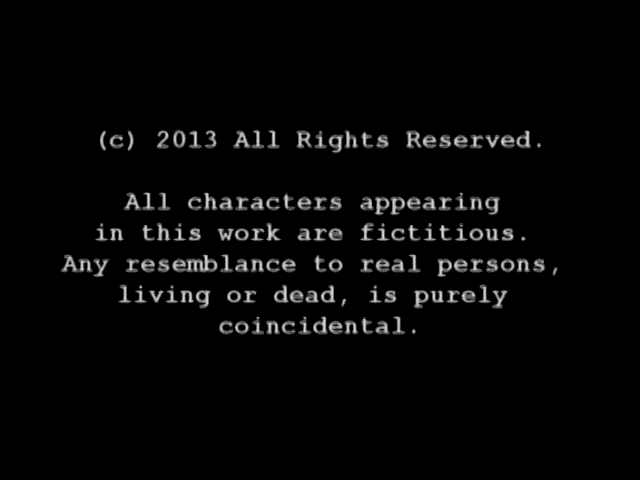 (c) 2013 All Rights Reserved.
All characters appearing
in this work are fictitious.
Any resemblance to real persons,
living or dead, is purely
coincidental.